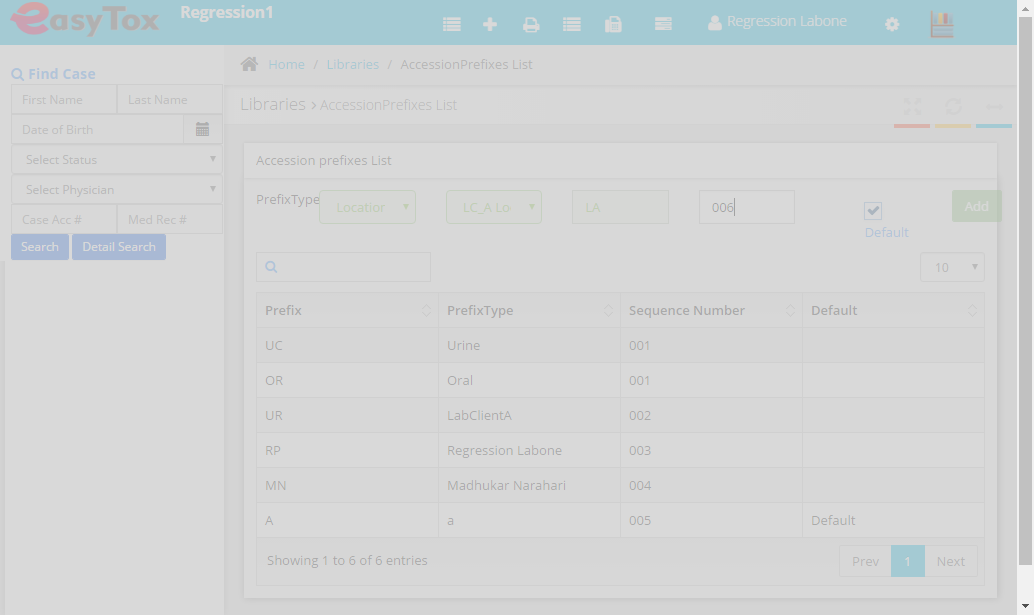 easyTox
Regression1
Regression Labone
Find Case
First Name Last Name
Date of Birth
Select Status
Select Physician
Case Acc # Med Rec #
Search Detail Search
Home / Libraries / AccessionPrefixes List
Libraries > AccessionPrefixes List
Accession prefixes List
PrefixType Location LC_A Lo LA 006 Default Add
10
Prefix PrefixType Sequence Number Default
UC Urine 001
OR Oral 001
UR LabClientA 002
RP Regression Labone 003
MN Madhukar Narahari 004
A a 005 Default
Showing 1 to 6 of 6 entries
Prev 1 Next